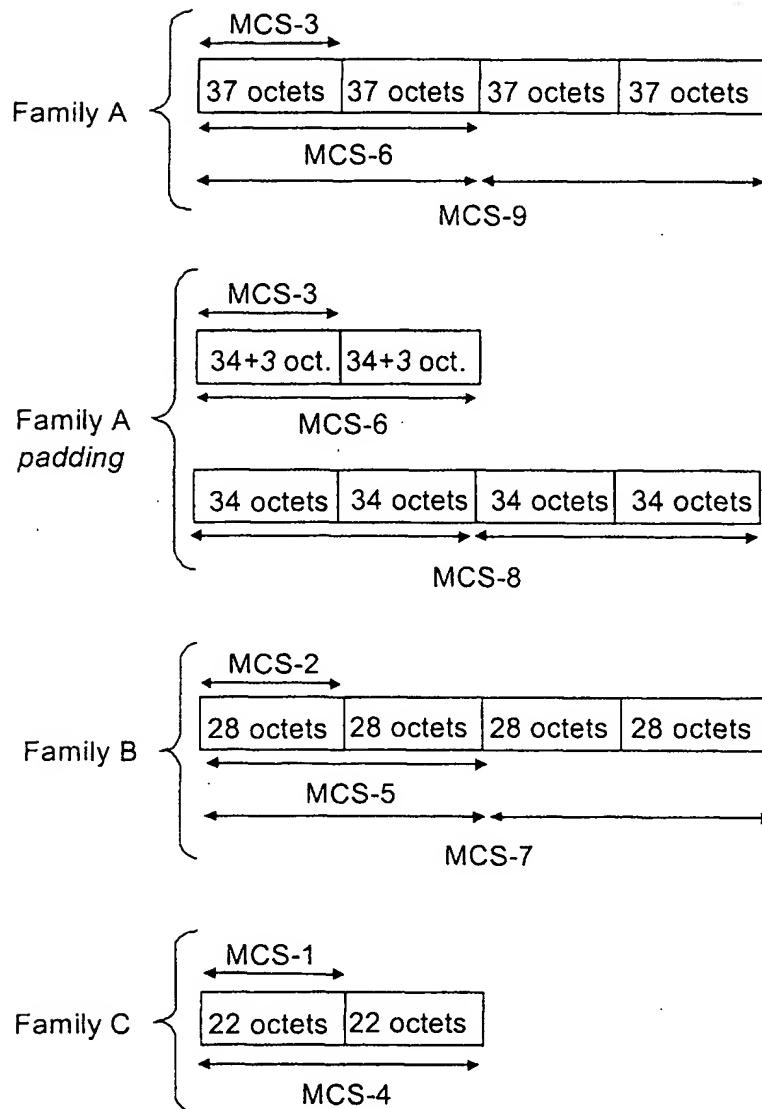 MCS-3
Family A
37 octets 37 octets 37 octets 37 octets
MCS-6
MCS-9
MCS-3
34+3 oct. 34+3 oct.
MCS-6
Family A
padding
34 octets 34 octets 34 octets 34 octets
MCS-8
MCS-2
28 octets 28 octets 28 octets 28 octets
Family B
MCS-5
MCS-7
MCS-1
Family C
22 octets 22 octets
MCS-4